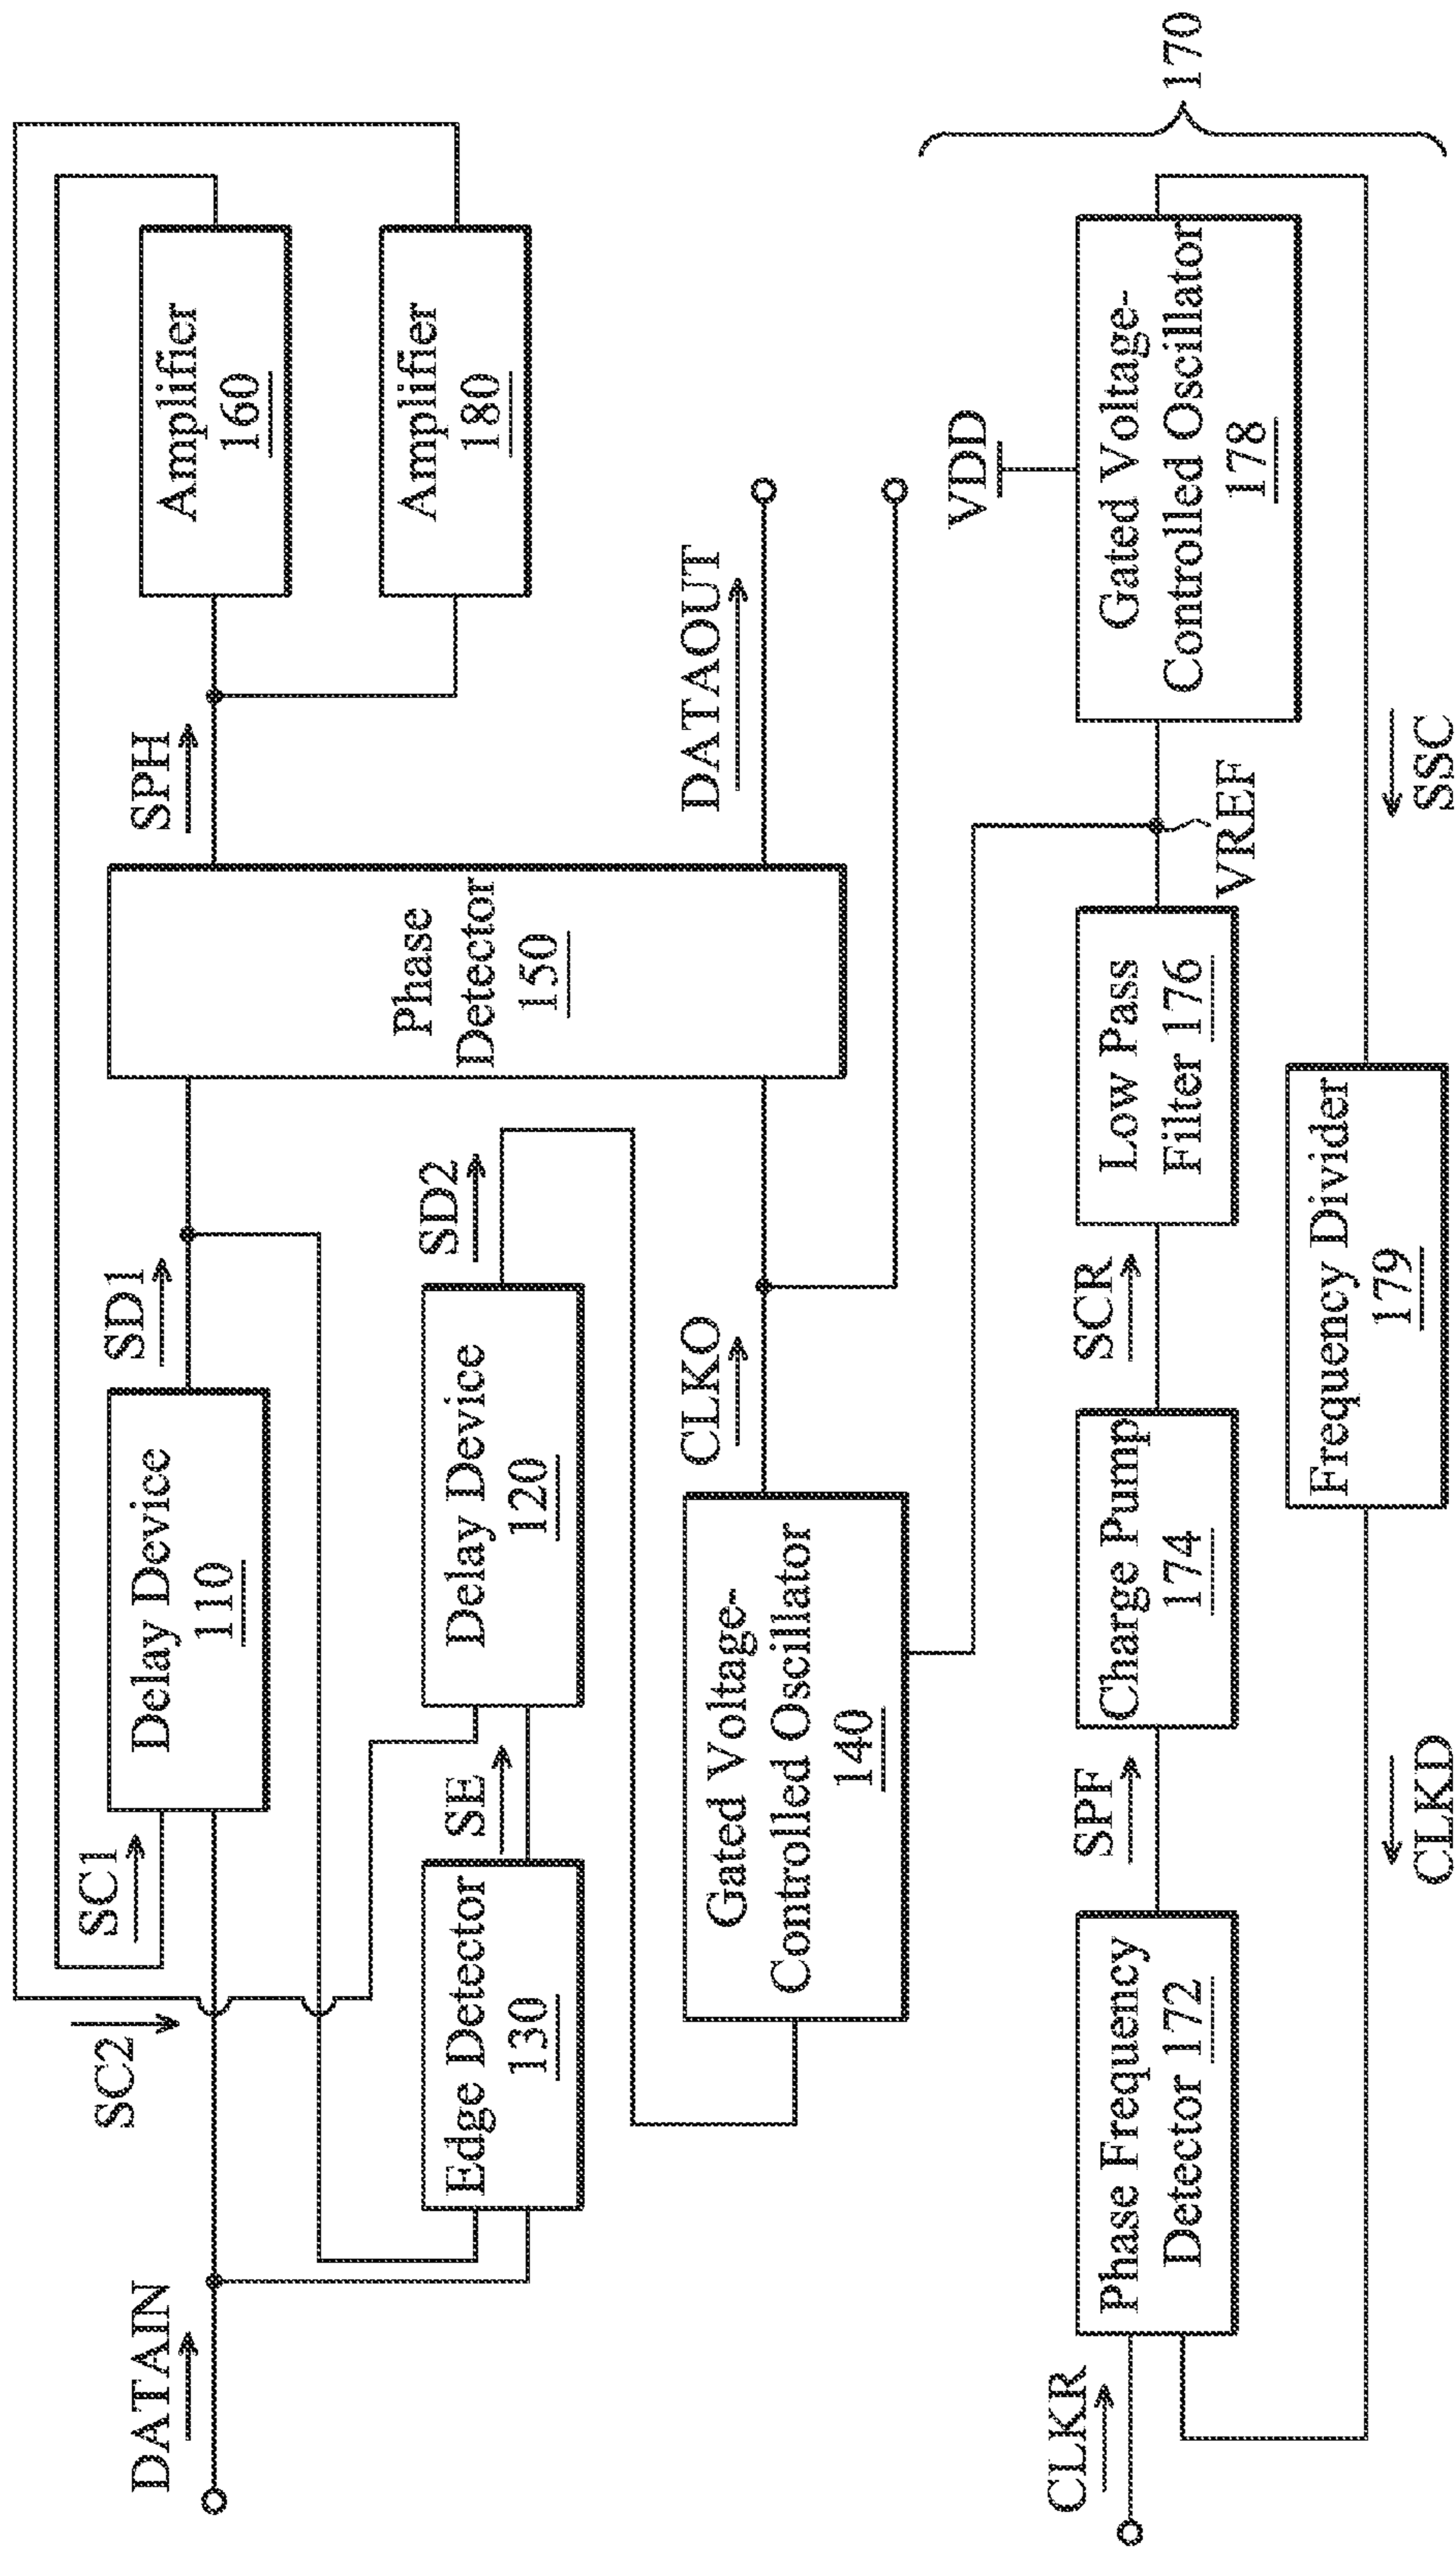 SC2
SC1
SD1
SPH
DATAIN
Delay Device
110
Amplifier
160
Edge Detector
130
SE
Delay Device
120
SD2
Phase
Detector
150
Amplifier
180
Gated Voltage-
Controlled Oscillator
140
CLKO
DATAOUT
CLKR
Phase Frequency
Detector 172
SPF
Charge Pump
174
SCR
Low Pass
Filter 176
VREF
VDD
Gated Voltage-
Controlled Oscillator
178
170
Frequency Divider
179
CLKD
SSC